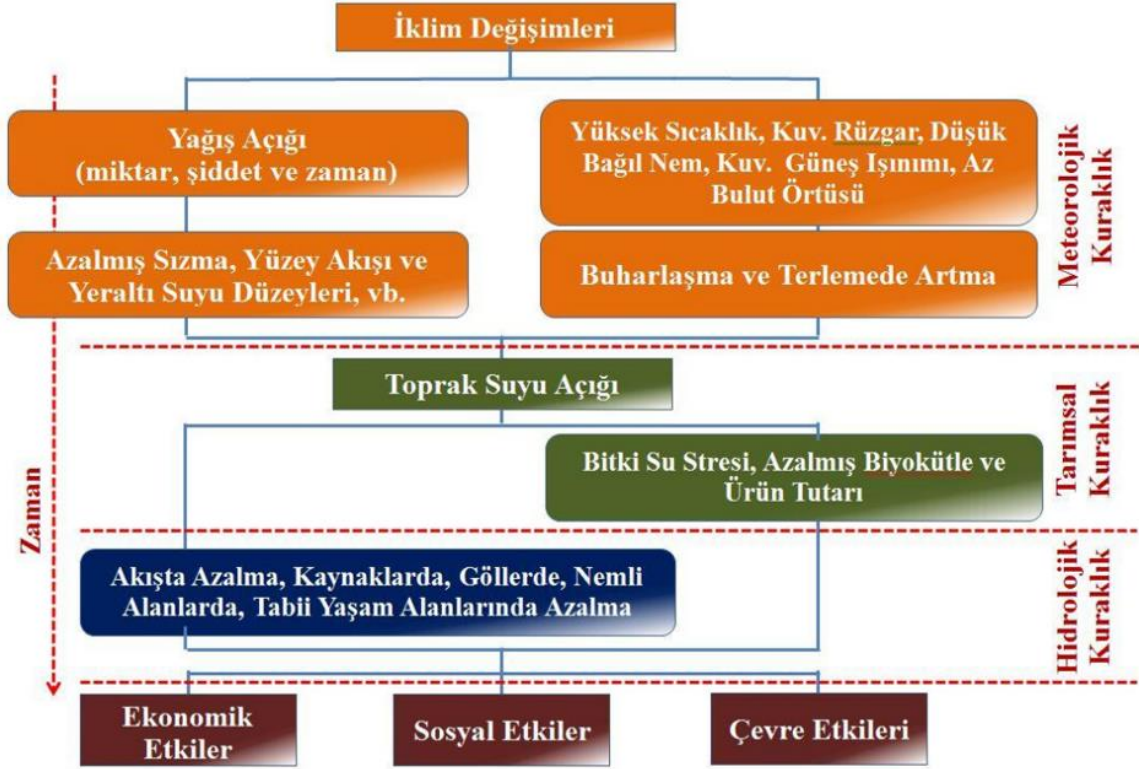 İklim Değişimleri
Yağış Açığı
(miktar, şiddet ve zaman)
Yüksek Sıcaklık, Kuv. Rüzgar, Düşük
Bağıl Nem, Kuv. Güneş Işınımı, Az
Bulut Örtüsü
Azalmış Sızma, Yüzey Akışı ve
Yeraltı Suyu Düzeyleri, vb.
Buharlaşma ve Terlemede Artma
Meteorolojik
Kuraklık
Toprak Suyu Açığı
Bitki Su Stresi, Azalmış Biyokütle ve
Ürün Tutarı
Tarımsal
Kuraklık
Zaman
Akışta Azalma, Kaynaklarda, Göllerde, Nemli
Alanlarda, Tabii Yaşam Alanlarında Azalma
Hidrolojik
Kuraklık
Ekonomik
Etkiler
Sosyal Etkiler
Çevre Etkileri